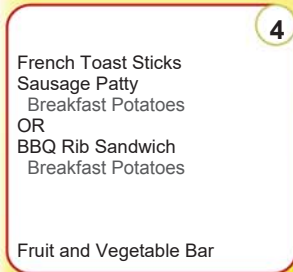 4
French Toast Sticks
Sausage Patty
Breakfast Potatoes
OR
BBQ Rib Sandwich
Breakfast Potatoes
Fruit and Vegetable Bar